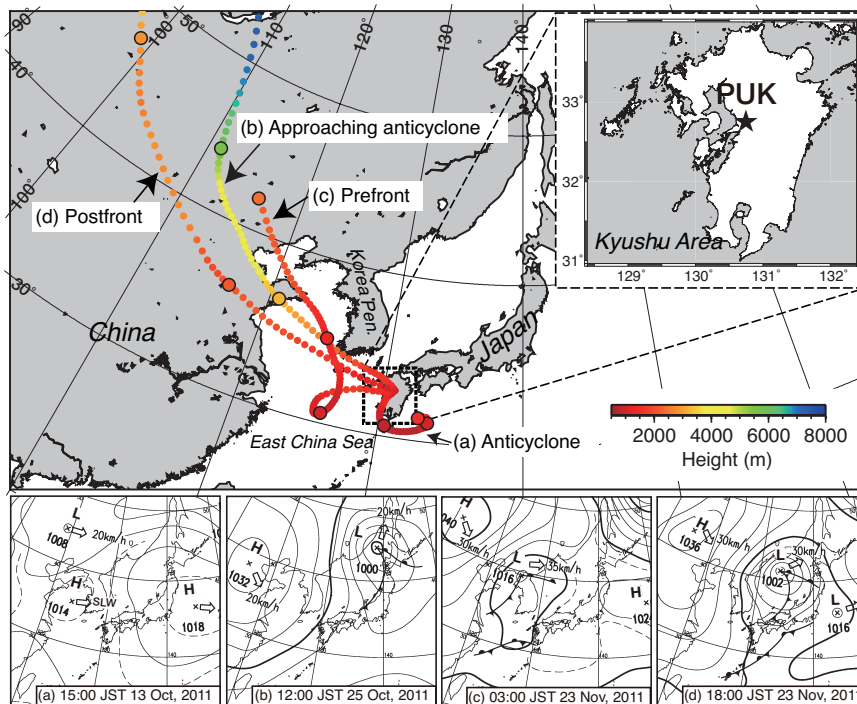 90°
40°
100°
50°
100°
110°
120°
130°
130°
30°
(b) Approaching anticyclone
(c) Prefront
(d) Postfront
China
Korea Pen.
Japan
East China Sea
(a) Anticyclone
PUK
Kyushu Area
33°
32°
31°
129°
130°
131°
132°
2000 4000 6000 8000
Height (m)
L
1008
20km/h
H
1014
SLW
H
1018
140
(a) 15:00 JST 13 Oct, 2011
20km/h
L
1000
H
1032
20km/h
140
(b) 12:00 JST 25 Oct, 2011
H
30km/h
L
1016
35km/h
H
140
(c) 03:00 JST 23 Nov, 2011
H
1036
30km/h
L
30km/h
1002
L
1016
140
(d) 18:00 JST 23 Nov, 2011